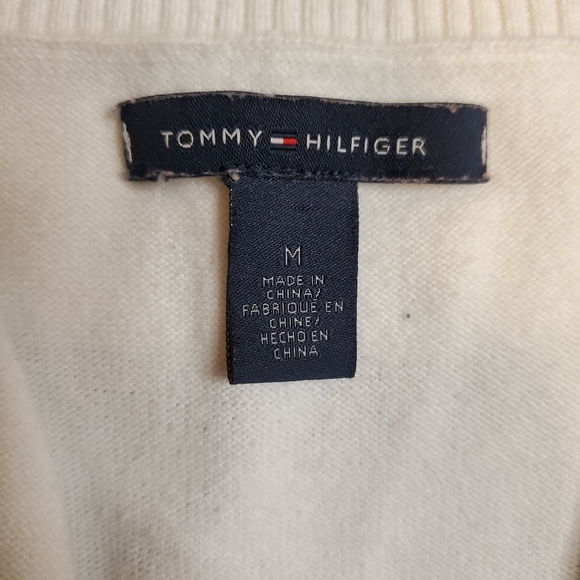 TOMMY HILFIGER
M
MADE IN
CHINA/
FABRIQUE EN
CHINE/
HECHO EN
CHINA